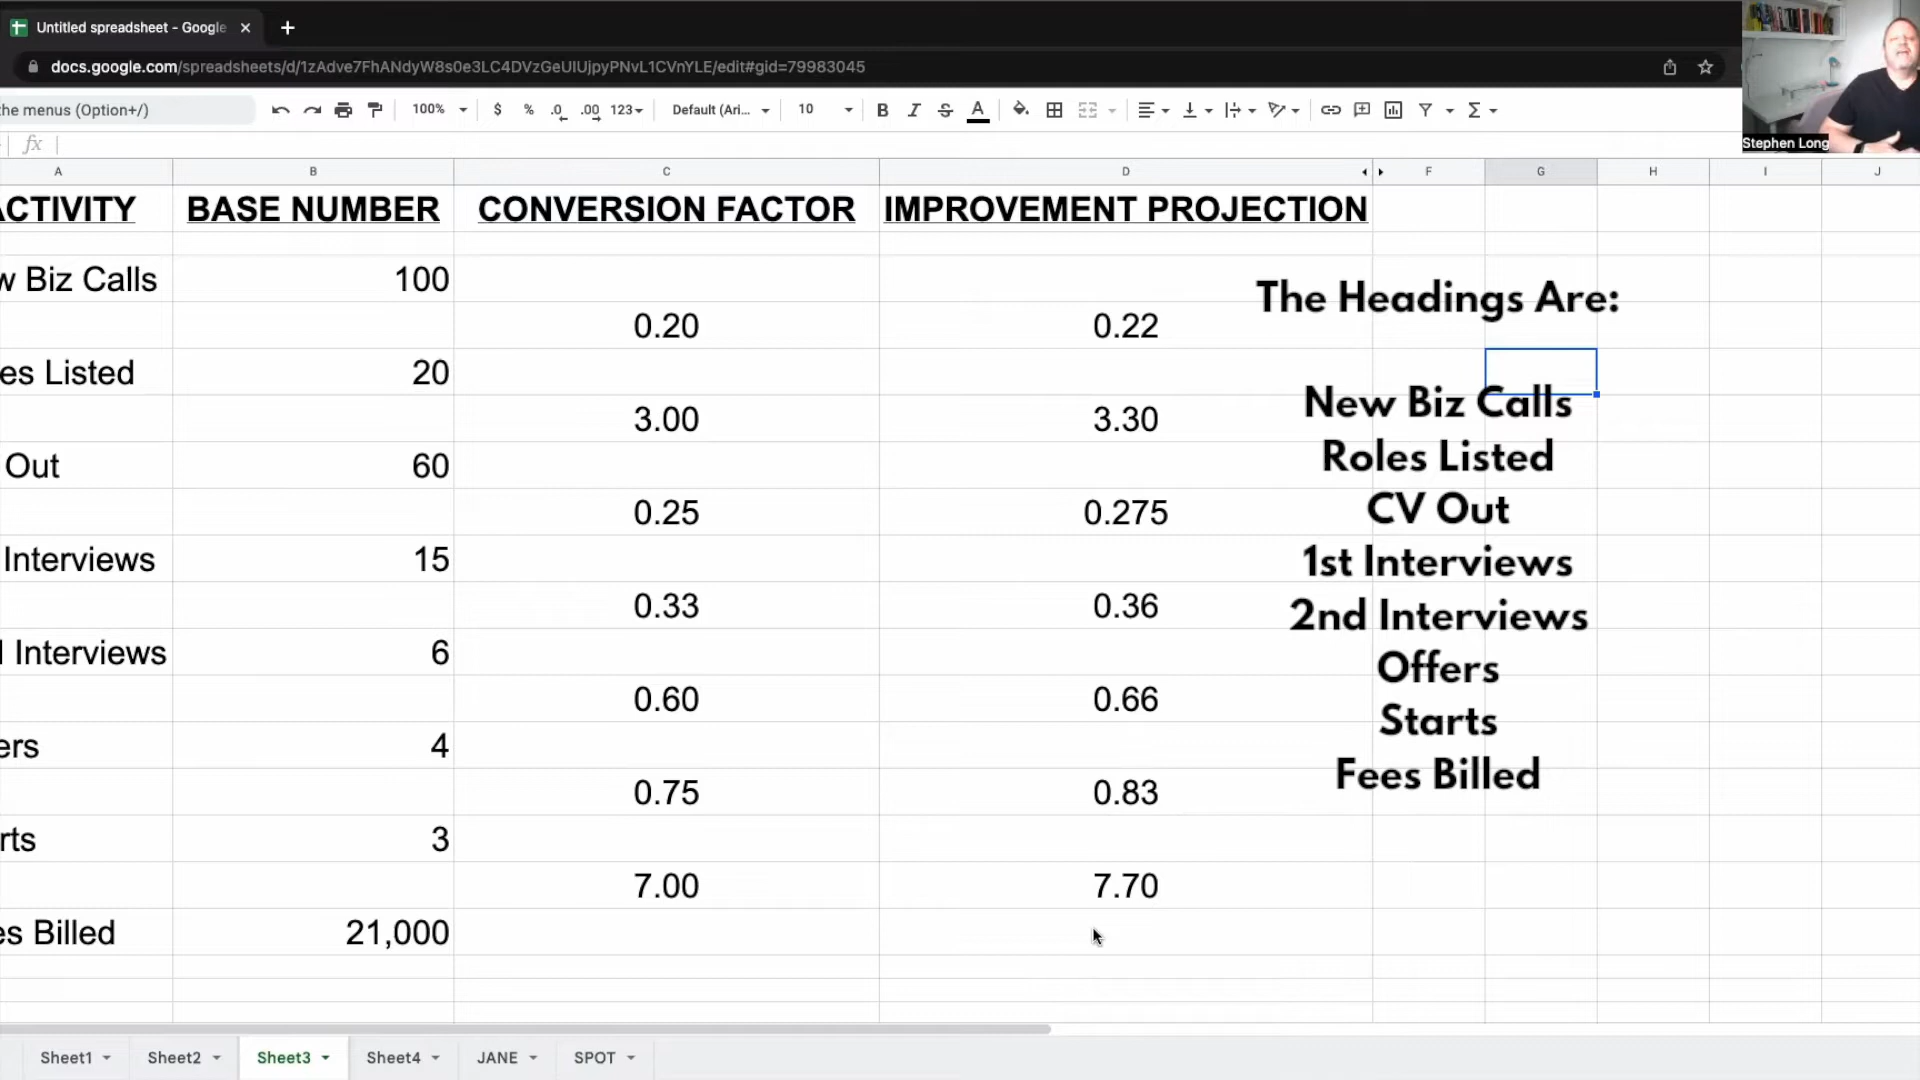 Untitled spreadsheet - Google
docs.google.com/spreadsheets/d/1zAdve7FhANdyW8s0e3LC4DVzGeUIUjpyPNvL1CVnYLE/edit#gid=79983045
Stephen Long
he menus (Option+/) 100% $ % .0 .00 123 Default (Ari... 10 B I S A Σ
fx
A B C D F G H I J
ACTIVITY BASE NUMBER CONVERSION FACTOR IMPROVEMENT PROJECTION
w Biz Calls 100
0.20 0.22
es Listed 20
3.00 3.30
Out 60
0.25 0.275
Interviews 15
0.33 0.36
d Interviews 6
0.60 0.66
ers 4
0.75 0.83
rts 3
7.00 7.70
es Billed 21,000
The Headings Are:
New Biz Calls
Roles Listed
CV Out
1st Interviews
2nd Interviews
Offers
Starts
Fees Billed
Sheet1 Sheet2 Sheet3 Sheet4 JANE SPOT